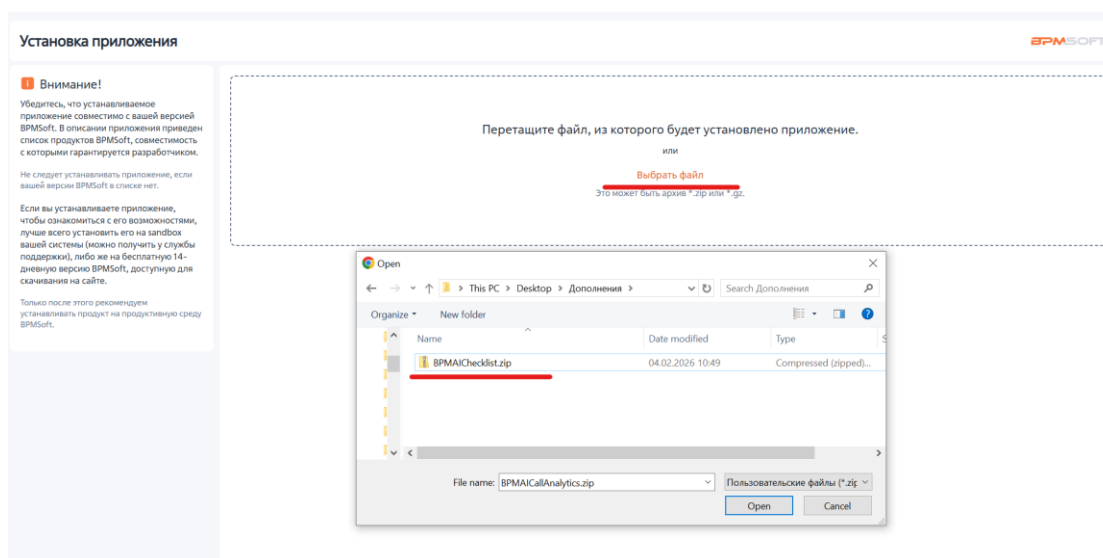 Установка приложения
BPMSOFT
Внимание!
Убедитесь, что устанавливаемое
приложение совместимо с вашей версией
BPMSoft. В описании приложения приведен
список продуктов BPMSoft, совместимость
с которыми гарантируется разработчиком.
Не следует устанавливать приложение, если
вашей версии BPMSoft в списке нет.
Если вы устанавливаете приложение,
чтобы ознакомиться с его возможностями,
лучше всего установить его на sandbox
вашей системы (можно получить у службы
поддержки), либо же на бесплатную 14-
дневную версию BPMSoft, доступную для
скачивания на сайте.
Только после этого рекомендуем
устанавливать продукт на продуктивную среду
BPMSoft.
Перетащите файл, из которого будет установлено приложение.
или
Выбрать файл
Это может быть архив *.zip или *.gz.
Open
This PC > Desktop > Дополнения >
Search Дополнения
Organize
New folder
Name
Date modified
Type
S
BPMAIChecklist.zip
04.02.2026 10:49
Compressed (zipped)...
File name:
BPMAICallAnalytics.zip
Пользовательские файлы (*.zip
Open
Cancel